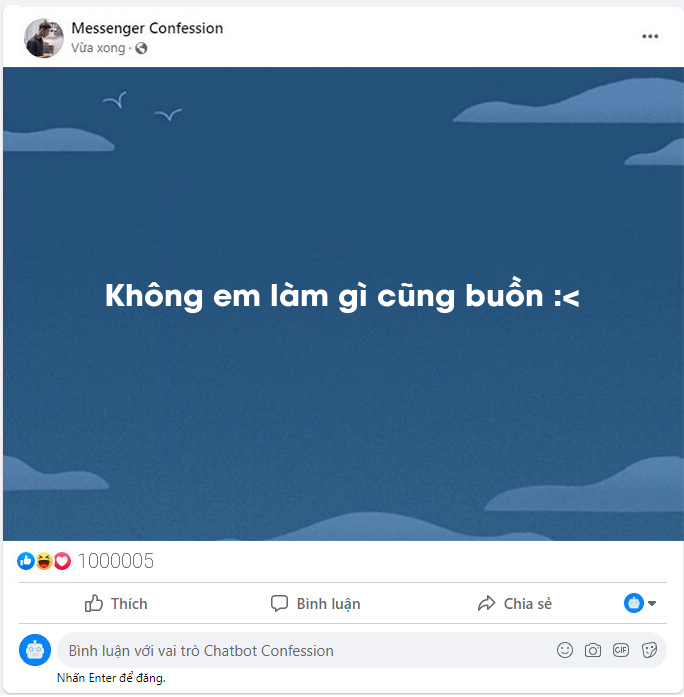 Messenger Confession
Vừa xong ·
Không em làm gì cũng buồn :<
1000005
Thích
Bình luận
Chia sẻ
Bình luận với vai trò Chatbot Confession
GIF
Nhấn Enter để đăng.